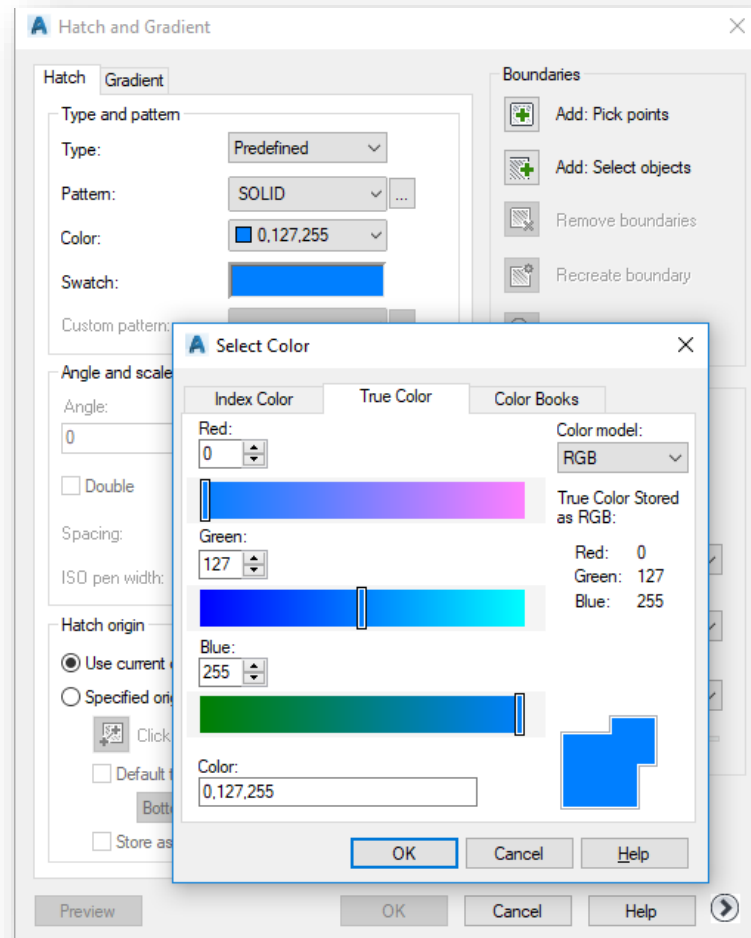 Hatch and Gradient
Hatch
Gradient
Type and pattern
Type:
Predefined
Pattern:
SOLID
...
Color:
0,127,255
Swatch:
Custom pattern:
Boundaries
Add: Pick points
Add: Select objects
Remove boundaries
Recreate boundary
Angle and scale
Angle:
0
Double
Spacing:
ISO pen width:
Hatch origin
Use current
Specified
Click
Default
Store as
Select Color
Index Color
True Color
Color Books
Red:
0
Green:
127
Blue:
255
Color:
0,127,255
Color model:
RGB
True Color Stored
as RGB:
Red: 0
Green: 127
Blue: 255
OK
Cancel
Help
Preview
OK
Cancel
Help